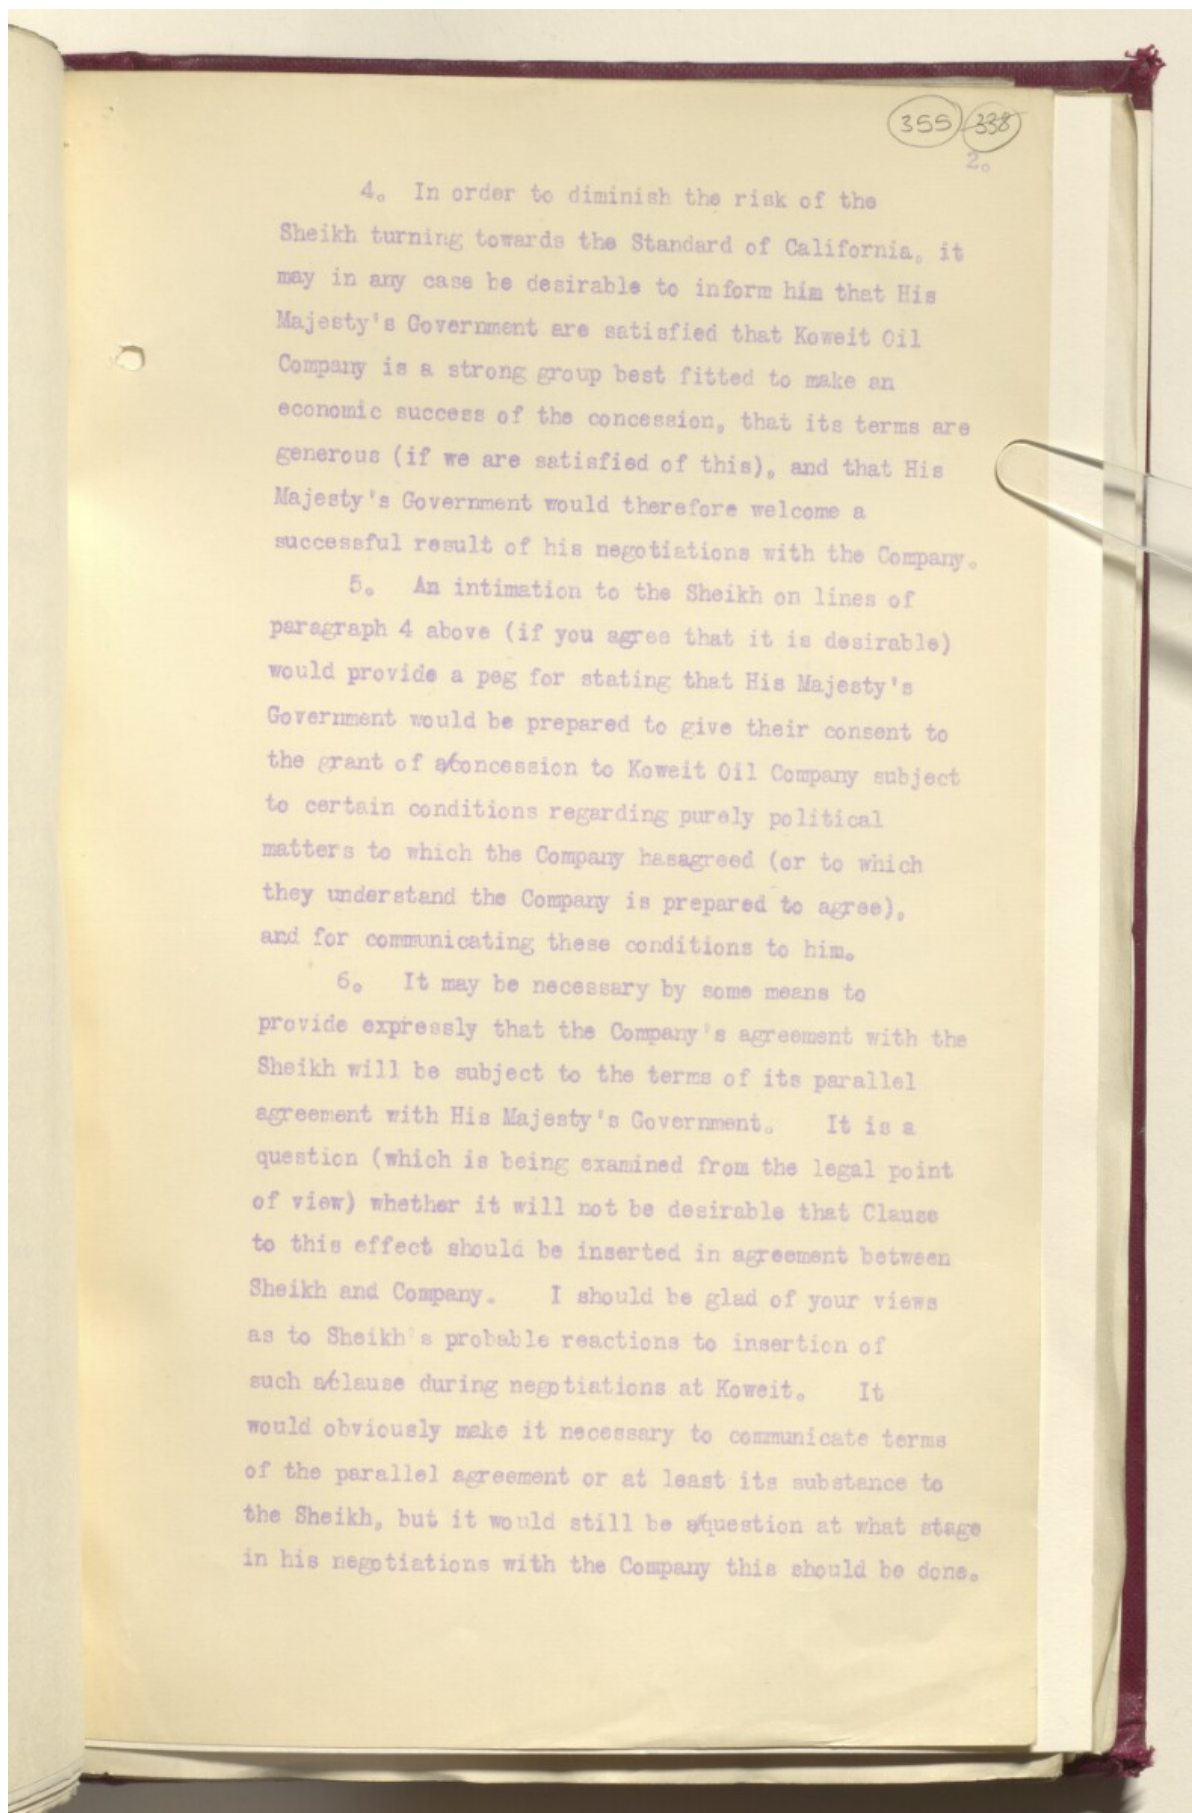 355 338
2.
4. In order to diminish the risk of the
Sheikh turning towards the Standard of California, it
may in any case be desirable to inform him that His
Majesty's Government are satisfied that Koweit Oil
Company is a strong group best fitted to make an
economic success of the concession, that its terms are
generous (if we are satisfied of this), and that His
Majesty's Government would therefore welcome a
successful result of his negotiations with the Company.
5. An intimation to the Sheikh on lines of
paragraph 4 above (if you agree that it is desirable)
would provide a peg for stating that His Majesty's
Government would be prepared to give their consent to
the grant of a/concession to Koweit Oil Company subject
to certain conditions regarding purely political
matters to which the Company hasagreed (or to which
they understand the Company is prepared to agree),
and for communicating these conditions to him.
6. It may be necessary by some means to
provide expressly that the Company's agreement with the
Sheikh will be subject to the terms of its parallel
agreement with His Majesty's Government. It is a
question (which is being examined from the legal point
of view) whether it will not be desirable that Clause
to this effect should be inserted in agreement between
Sheikh and Company. I should be glad of your views
as to Sheikh's probable reactions to insertion of
such a/clause during negotiations at Koweit. It
would obviously make it necessary to communicate terms
of the parallel agreement or at least its substance to
the Sheikh, but it would still be a/question at what stage
in his negotiations with the Company this should be done.